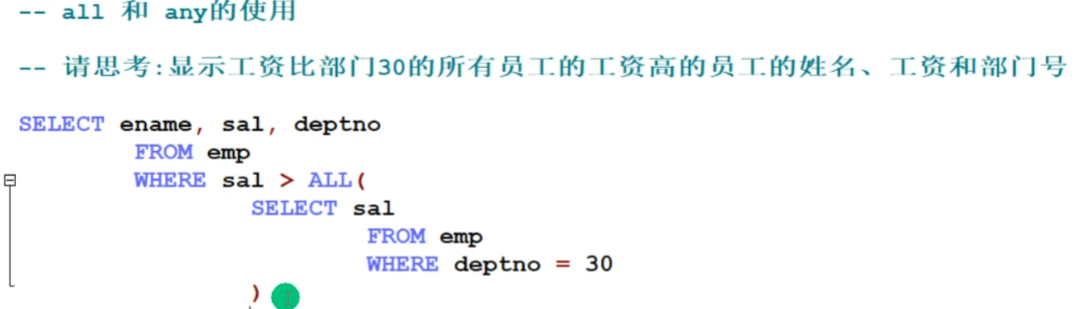 -- all 和 any的使用
-- 请思考:显示工资比部门30的所有员工的工资高的员工的姓名、工资和部门号
SELECT ename, sal, deptno
FROM emp
WHERE sal > ALL(
SELECT sal
FROM emp
WHERE deptno = 30
)